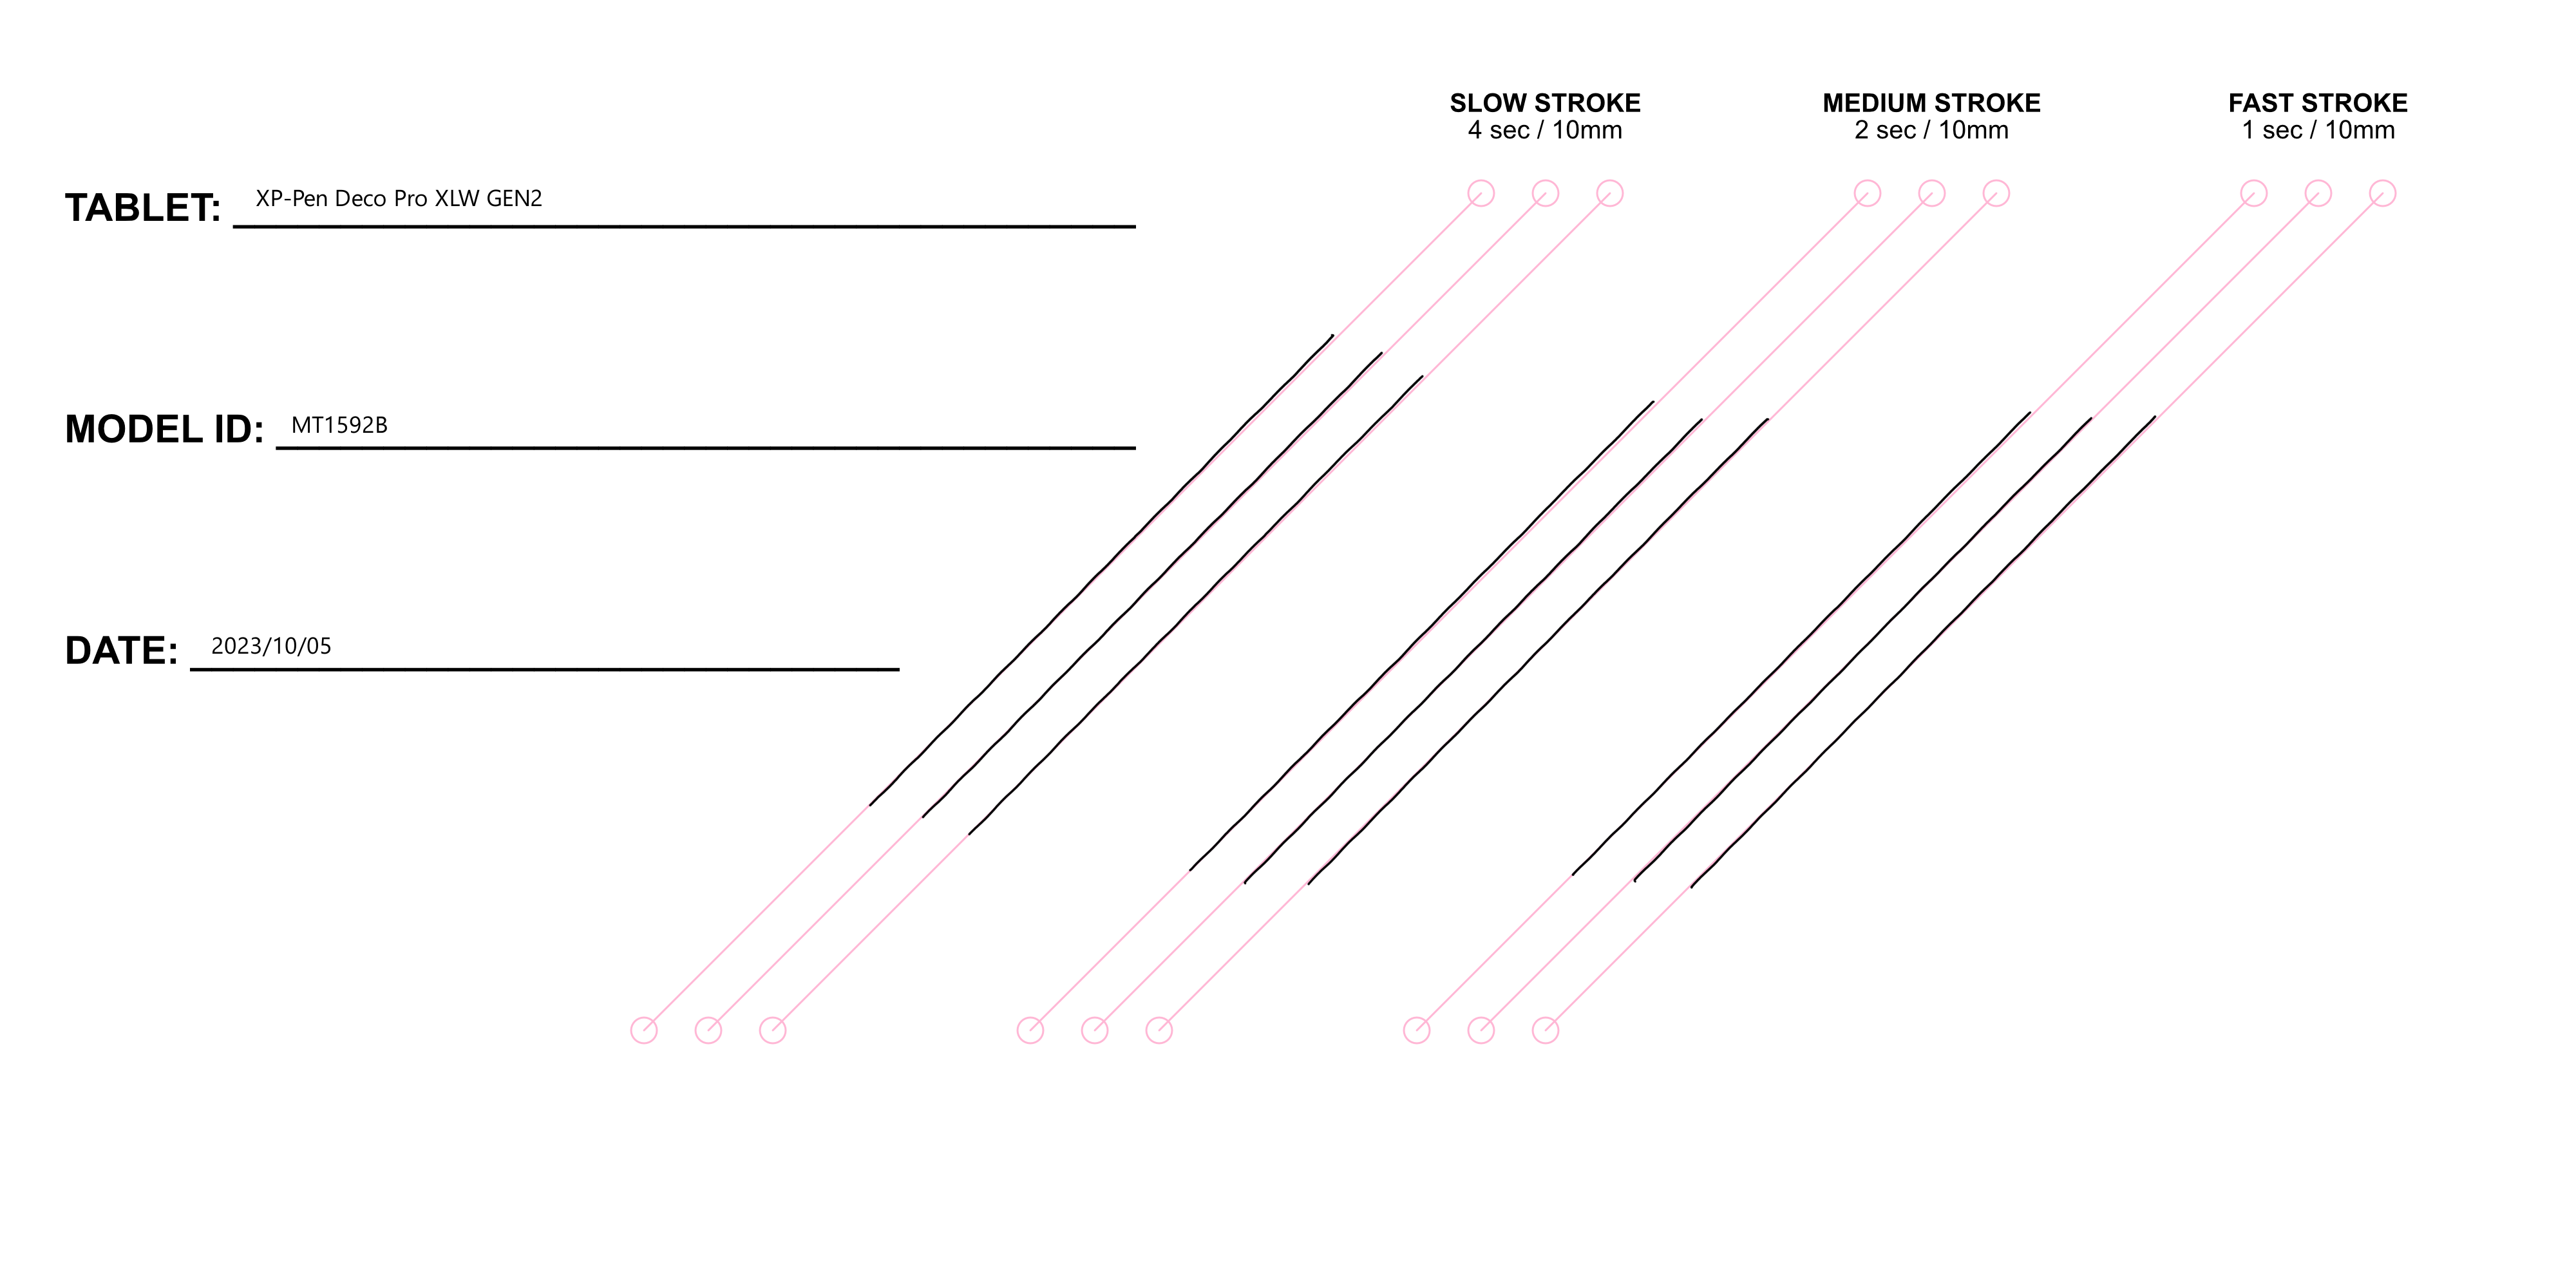 SLOW STROKE
4 sec / 10mm
MEDIUM STROKE
2 sec / 10mm
FAST STROKE
1 sec / 10mm
TABLET: XP-Pen Deco Pro XLW GEN2
MODEL ID: MT1592B
DATE: 2023/10/05